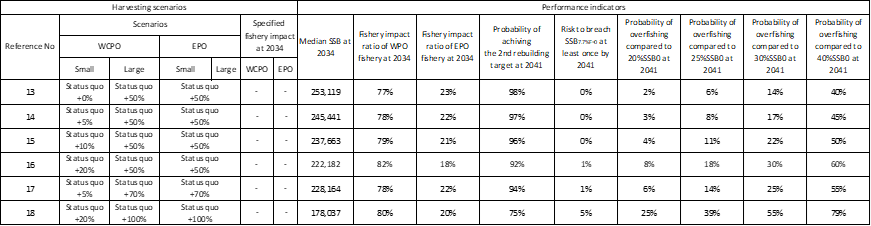 Harvesting scenarios Performance indicators
Reference No Scenarios Specified fishery impact at 2034 Median SSB at 2034 Fishery impact ratio of WPO fishery at 2034 Fishery impact ratio of EPO fishery at 2034 Probability of achiving the 2nd rebuilding target at 2041 Risk to breach SSB7.7%F=0 at least once by 2041 Probability of overfishing compared to 20%SSB0 at 2041 Probability of overfishing compared to 25%SSB0 at 2041 Probability of overfishing compared to 30%SSB0 at 2041 Probability of overfishing compared to 40%SSB0 at 2041
WCPO EPO
Small Large Small Large WCPO EPO
13 Status quo +0% Status quo +50% Status quo +50% - - 253,119 77% 23% 98% 0% 2% 6% 14% 40%
14 Status quo +5% Status quo +50% Status quo +50% - - 245,441 78% 22% 97% 0% 3% 8% 17% 45%
15 Status quo +10% Status quo +50% Status quo +50% - - 237,663 79% 21% 96% 0% 4% 11% 22% 50%
16 Status quo +20% Status quo +50% Status quo +50% - - 222,182 82% 18% 92% 1% 8% 18% 30% 60%
17 Status quo +5% Status quo +70% Status quo +70% - - 228,164 78% 22% 94% 1% 6% 14% 25% 55%
18 Status quo +20% Status quo +100% Status quo +100% - - 178,037 80% 20% 75% 5% 25% 39% 55% 79%